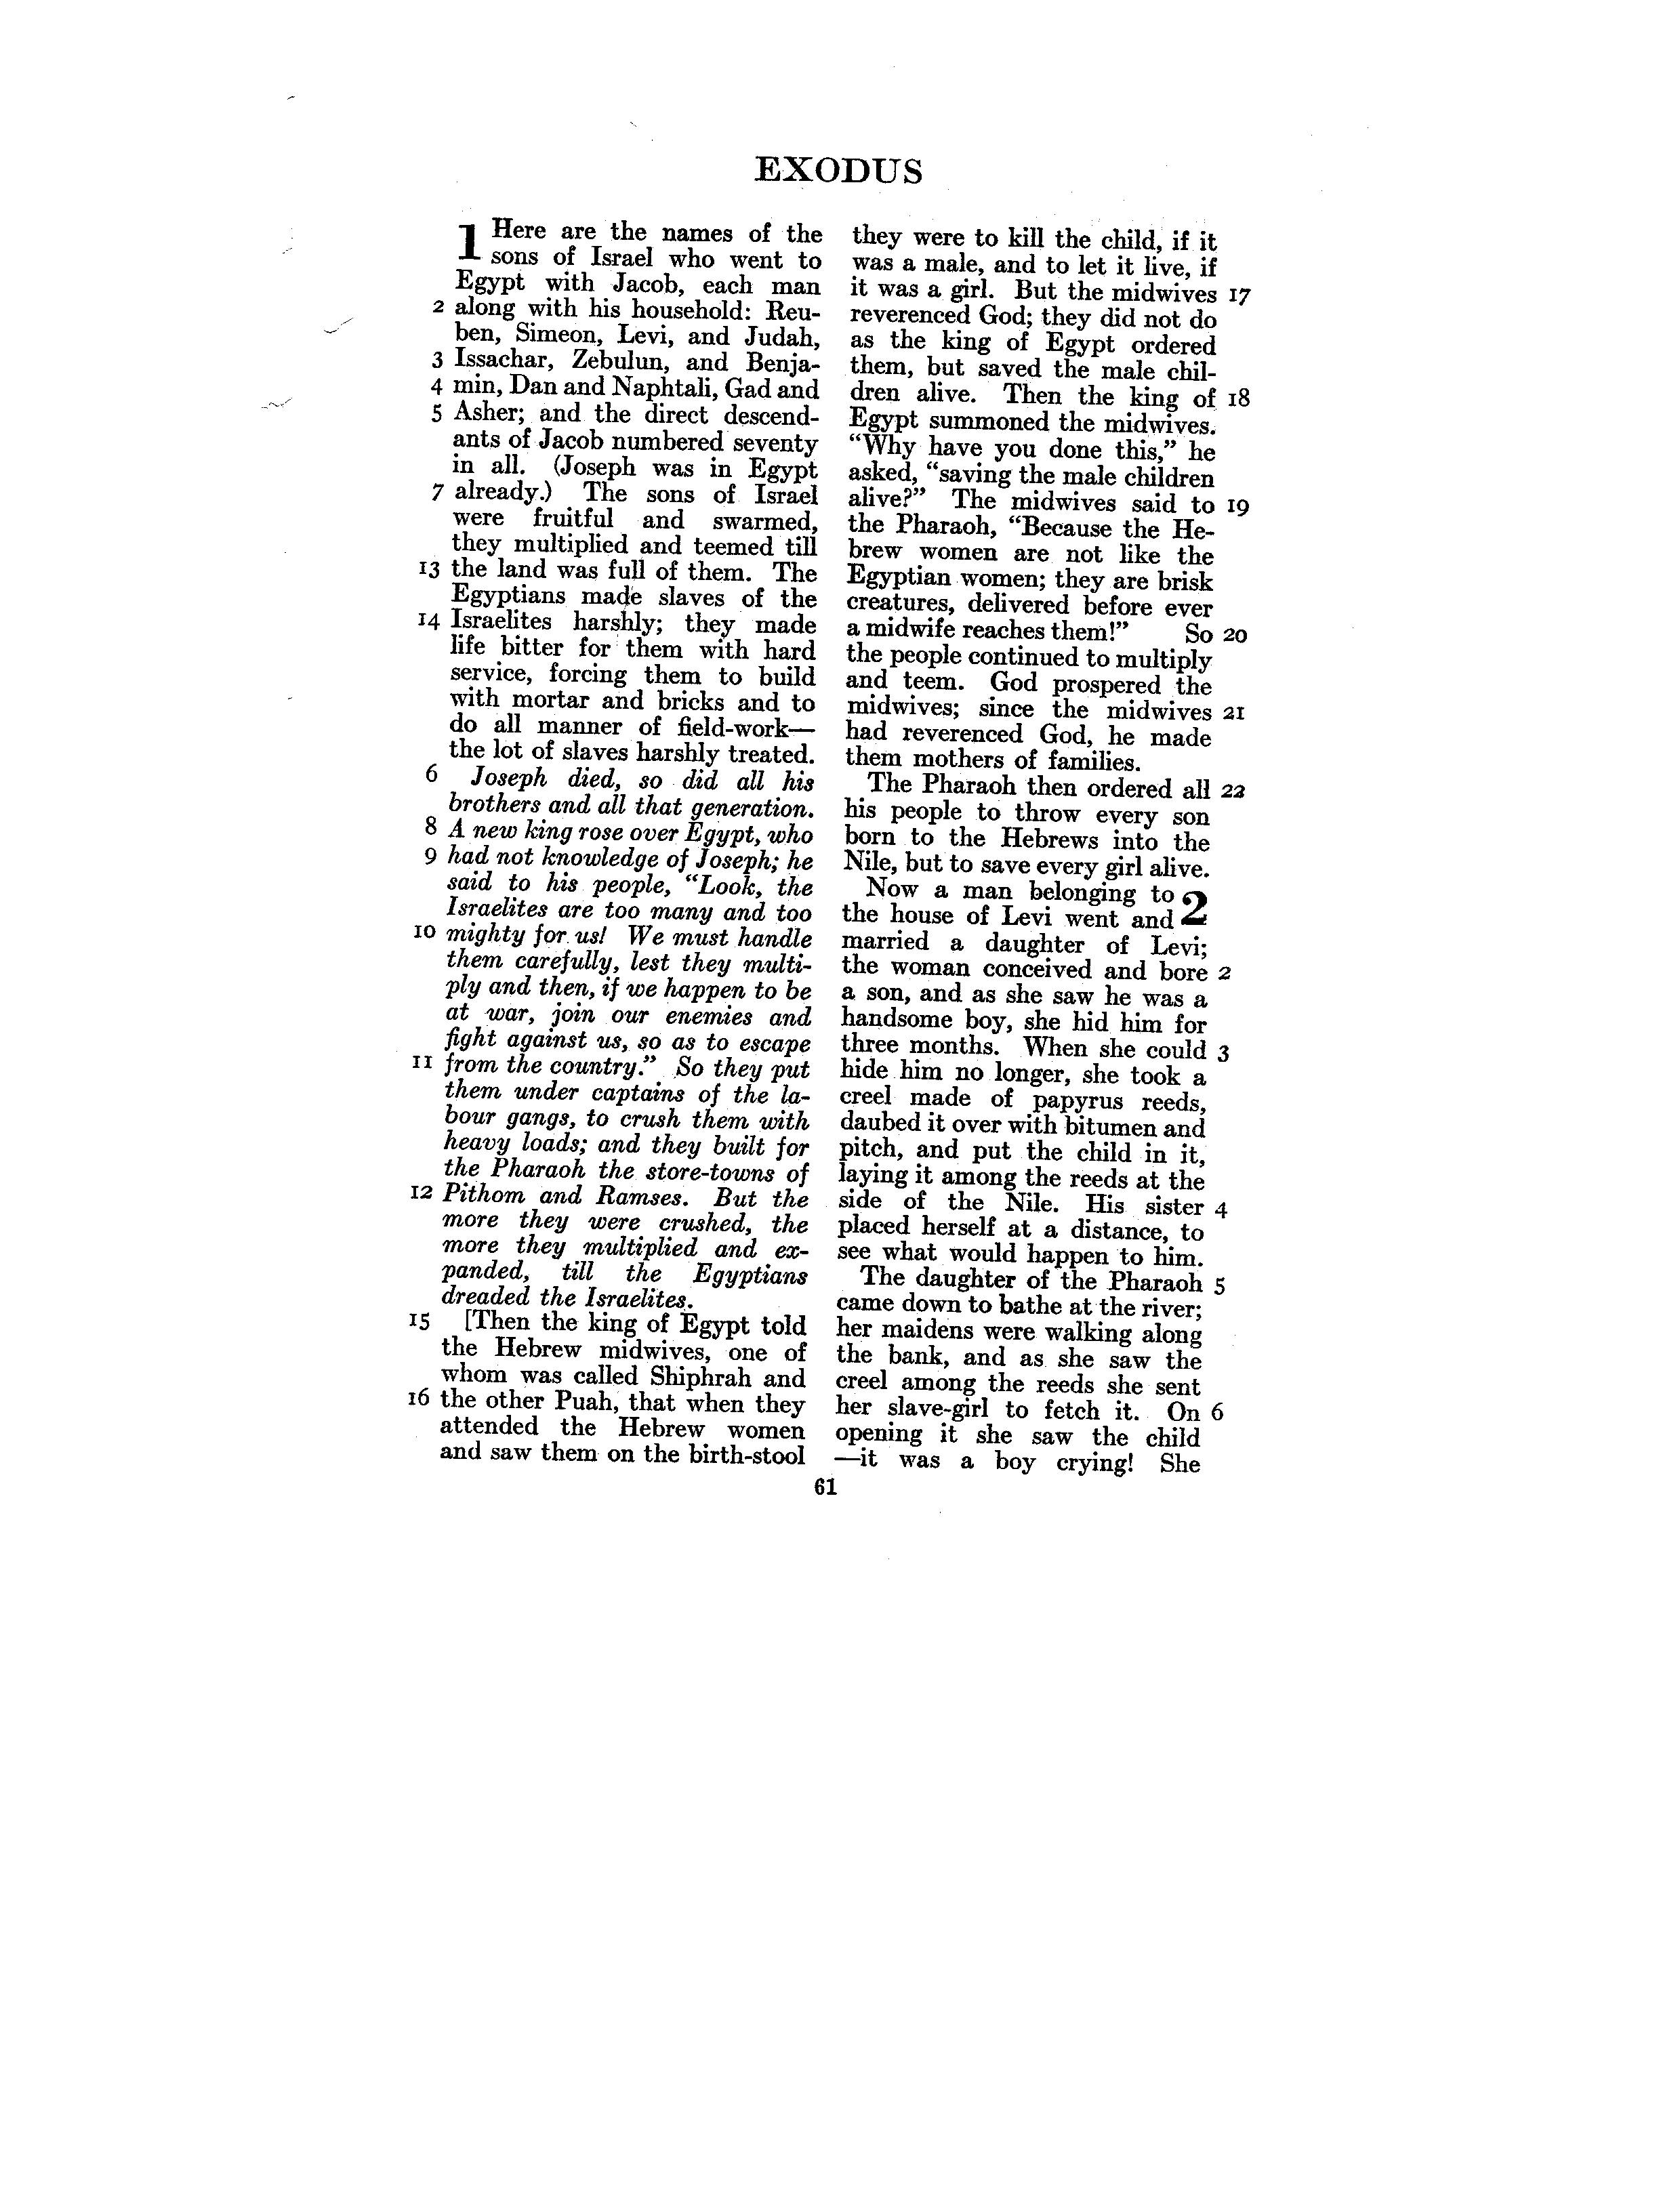 EXODUS
1 Here are the names of the
sons of Israel who went to
Egypt with Jacob, each man
2 along with his household: Reu-
ben, Simeon, Levi, and Judah,
3 Issachar, Zebulun, and Benja-
4 min, Dan and Naphtali, Gad and
5 Asher; and the direct descend-
ants of Jacob numbered seventy
in all. (Joseph was in Egypt
7 already.) The sons of Israel
were fruitful and swarmed,
they multiplied and teemed till
13 the land was full of them. The
Egyptians made slaves of the
14 Israelites harshly; they made
life bitter for them with hard
service, forcing them to build
with mortar and bricks and to
do all manner of field-work—
the lot of slaves harshly treated.
6 Joseph died, so did all his
brothers and all that generation.
8 A new king rose over Egypt, who
9 had not knowledge of Joseph; he
said to his people, “Look, the
Israelites are too many and too
10 mighty for us! We must handle
them carefully, lest they multi-
ply and then, if we happen to be
at war, join our enemies and
fight against us, so as to escape
11 from the country.” So they put
them under captains of the la-
bour gangs, to crush them with
heavy loads; and they built for
the Pharaoh the store-towns of
12 Pithom and Ramses. But the
more they were crushed, the
more they multiplied and ex-
panded, till the Egyptians
dreaded the Israelites.
15 [Then the king of Egypt told
the Hebrew midwives, one of
whom was called Shiphrah and
16 the other Puah, that when they
attended the Hebrew women
and saw them on the birth-stool
they were to kill the child, if it
was a male, and to let it live, if
it was a girl. But the midwives 17
reverenced God; they did not do
as the king of Egypt ordered
them, but saved the male chil-
dren alive. Then the king of 18
Egypt summoned the midwives.
“Why have you done this,” he
asked, “saving the male children
alive?” The midwives said to 19
the Pharaoh, “Because the He-
brew women are not like the
Egyptian women; they are brisk
creatures, delivered before ever
a midwife reaches them!” So 20
the people continued to multiply
and teem. God prospered the
midwives; since the midwives 21
had reverenced God, he made
them mothers of families.
The Pharaoh then ordered all 22
his people to throw every son
born to the Hebrews into the
Nile, but to save every girl alive.
Now a man belonging to 2
the house of Levi went and
married a daughter of Levi;
the woman conceived and bore 2
a son, and as she saw he was a
handsome boy, she hid him for
three months. When she could 3
hide him no longer, she took a
creel made of papyrus reeds,
daubed it over with bitumen and
pitch, and put the child in it,
laying it among the reeds at the
side of the Nile. His sister 4
placed herself at a distance, to
see what would happen to him.
The daughter of the Pharaoh 5
came down to bathe at the river;
her maidens were walking along
the bank, and as she saw the
creel among the reeds she sent
her slave-girl to fetch it. On 6
opening it she saw the child
—it was a boy crying! She
61